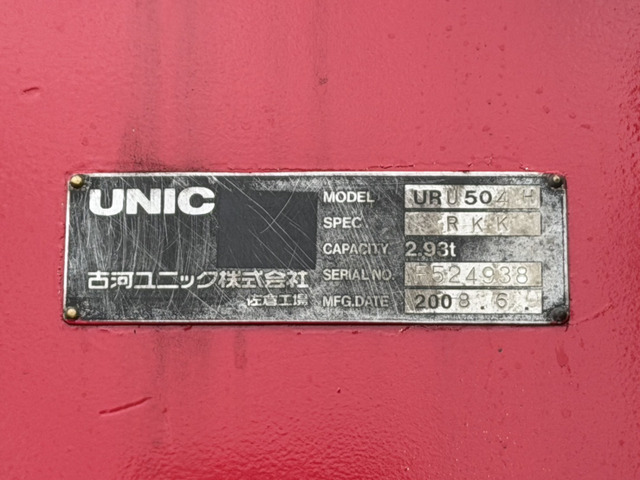 UNIC
古河ユニック株式会社
佐倉工場
MODEL URU504H
SPEC. RKK
CAPACITY 2.93t
SERIAL NO. F524938
MFG.DATE 2008.6.